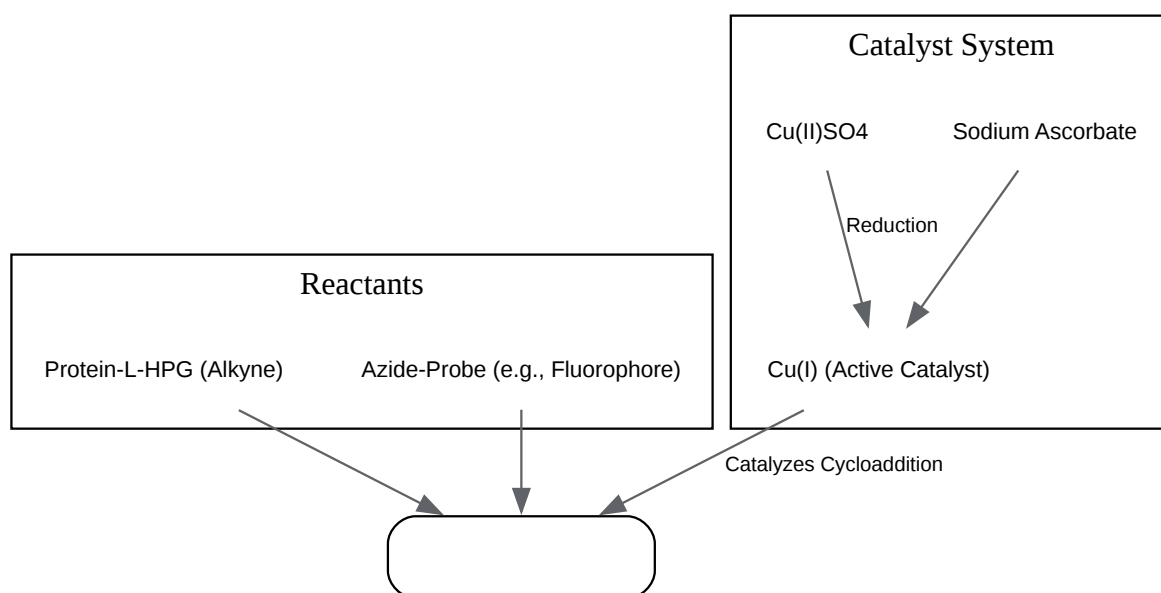 Catalyst System
Cu(II)SO4
Sodium Ascorbate
Reduction
Reactants
Protein-L-HPG (Alkyne)
Azide-Probe (e.g., Fluorophore)
Cu(I) (Active Catalyst)
Catalyzes Cycloaddition